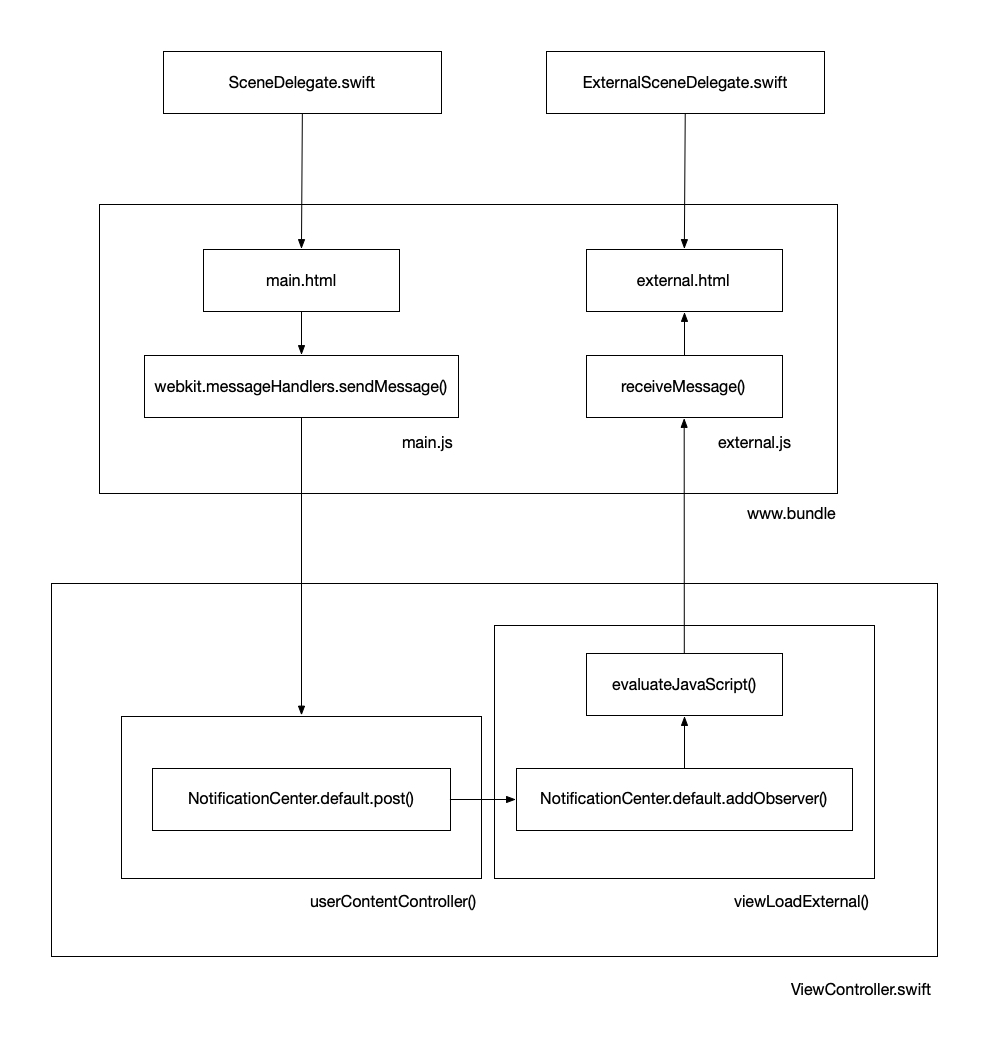 SceneDelegate.swift
ExternalSceneDelegate.swift
main.html
external.html
webkit.messageHandlers.sendMessage()
receiveMessage()
main.js
external.js
www.bundle
evaluateJavaScript()
NotificationCenter.default.post()
NotificationCenter.default.addObserver()
userContentController()
viewLoadExternal()
ViewController.swift